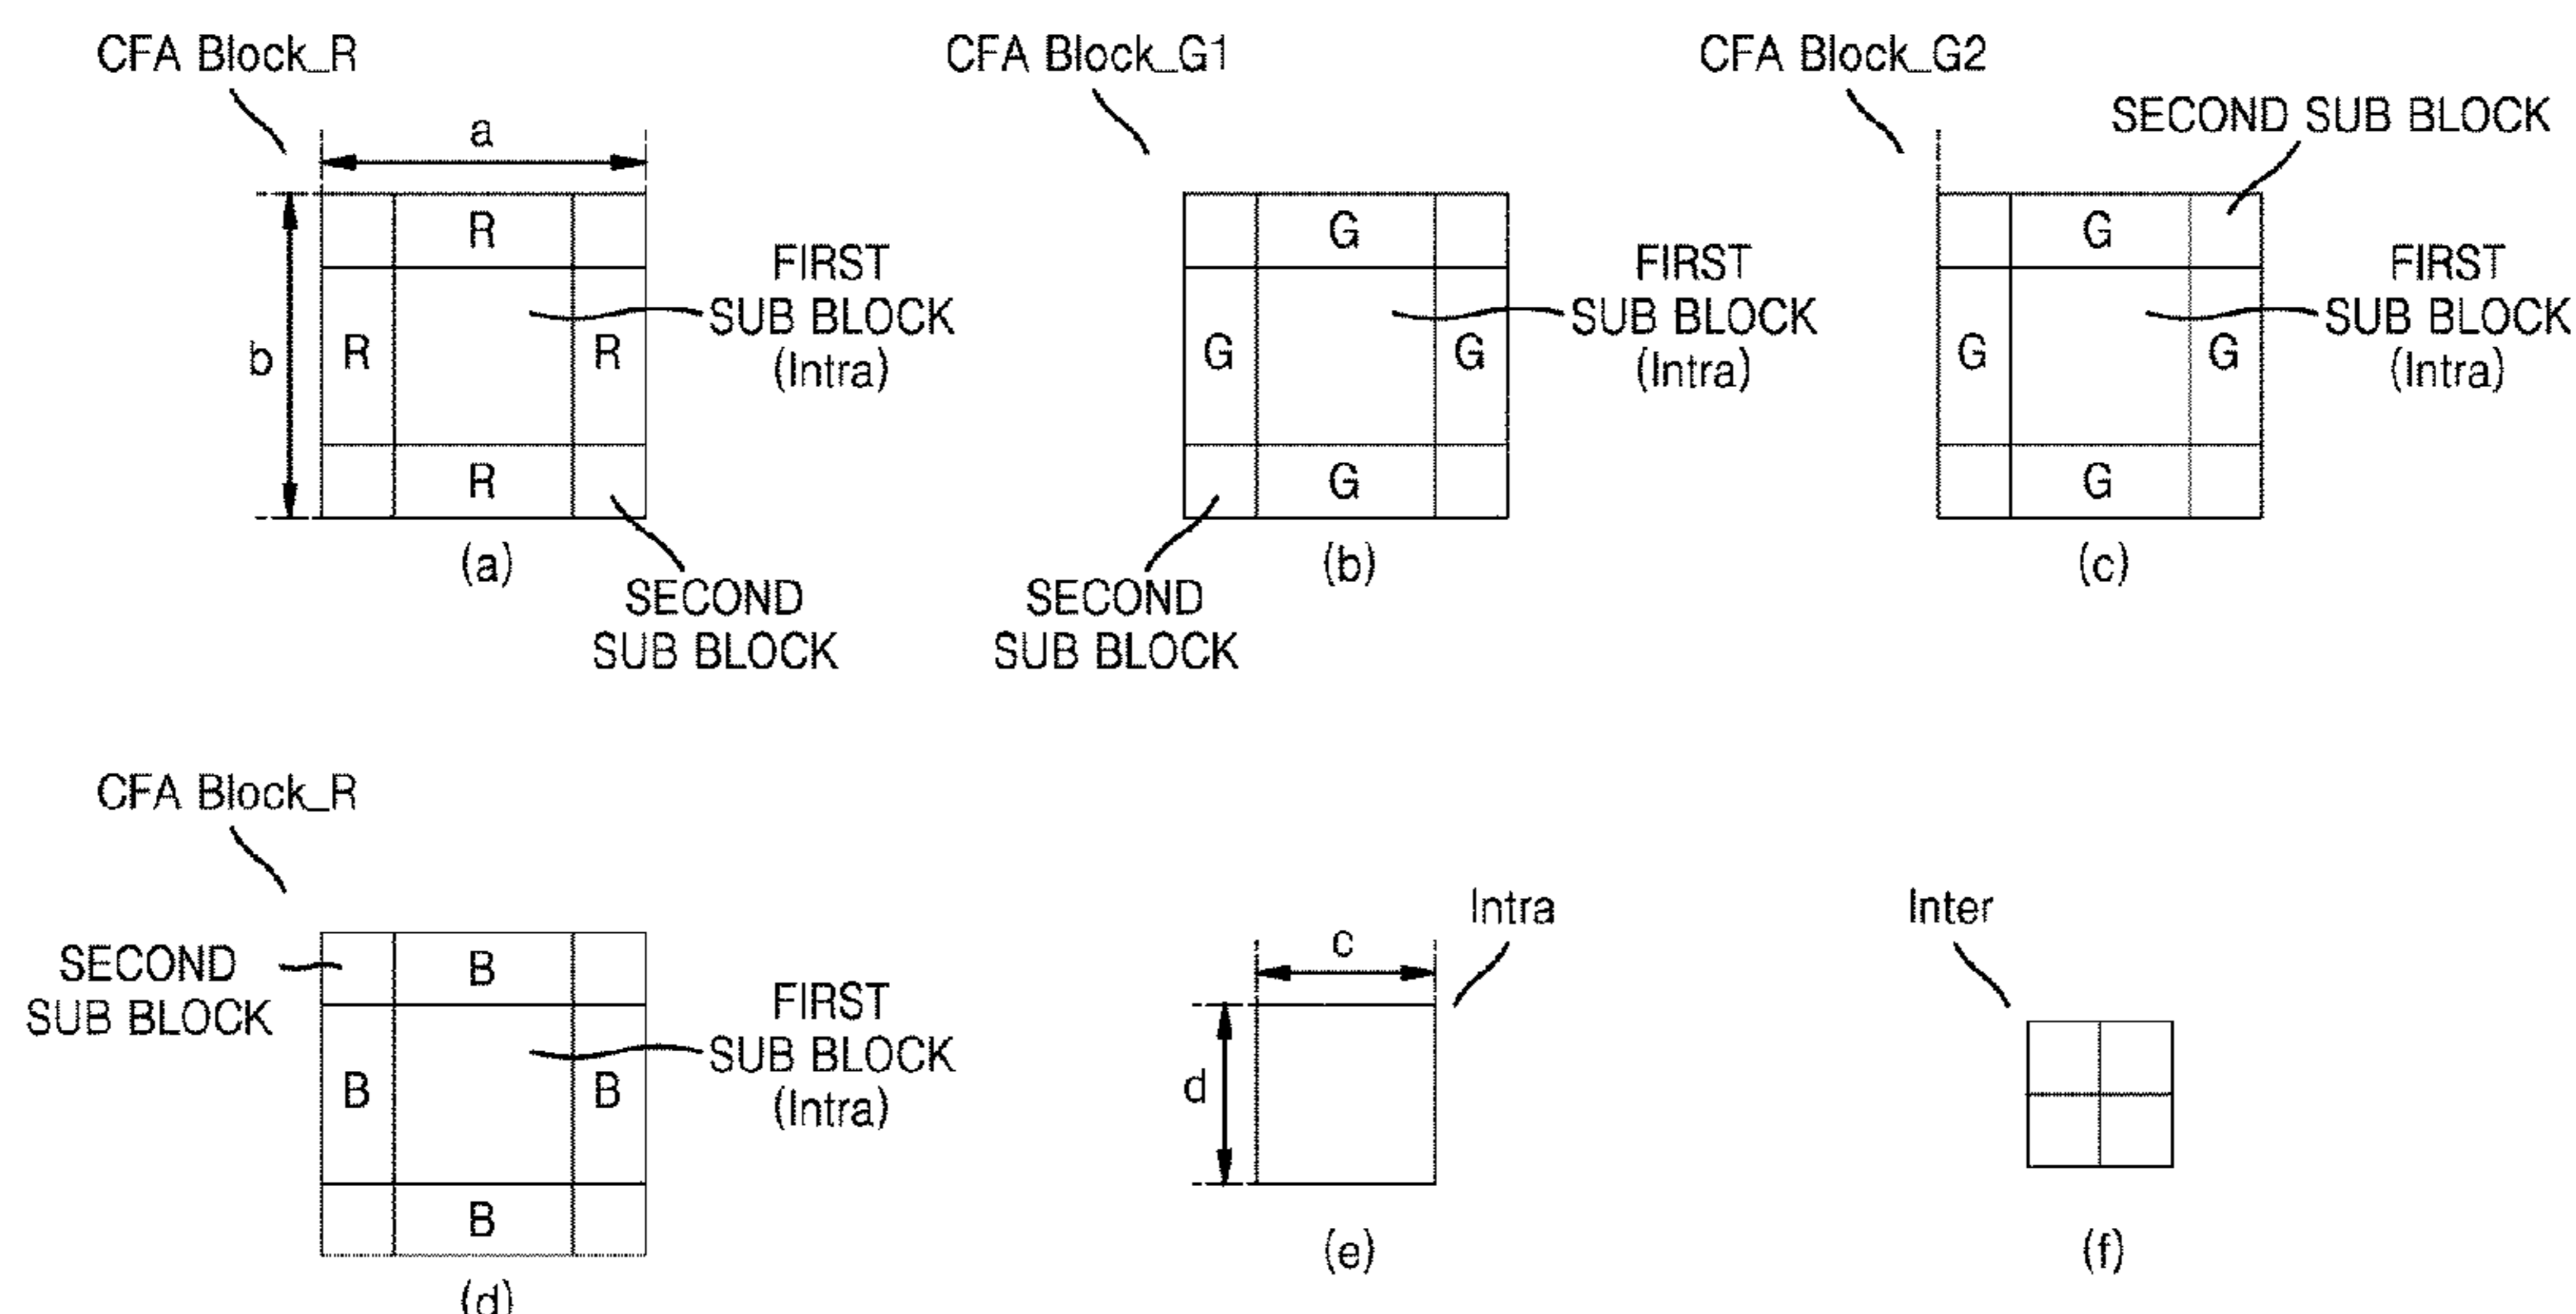 CFA Block_R
a
b
R
R
R
R
FIRST
SUB BLOCK
(Intra)
SECOND
SUB BLOCK
(a)
CFA Block_G1
G
G
G
G
FIRST
SUB BLOCK
(Intra)
SECOND
SUB BLOCK
(b)
CFA Block_G2
SECOND SUB BLOCK
G
G
G
G
FIRST
SUB BLOCK
(Intra)
(c)
CFA Block_R
SECOND
SUB BLOCK
B
B
B
B
FIRST
SUB BLOCK
(Intra)
(d)
Intra
c
d
(e)
Inter
(f)